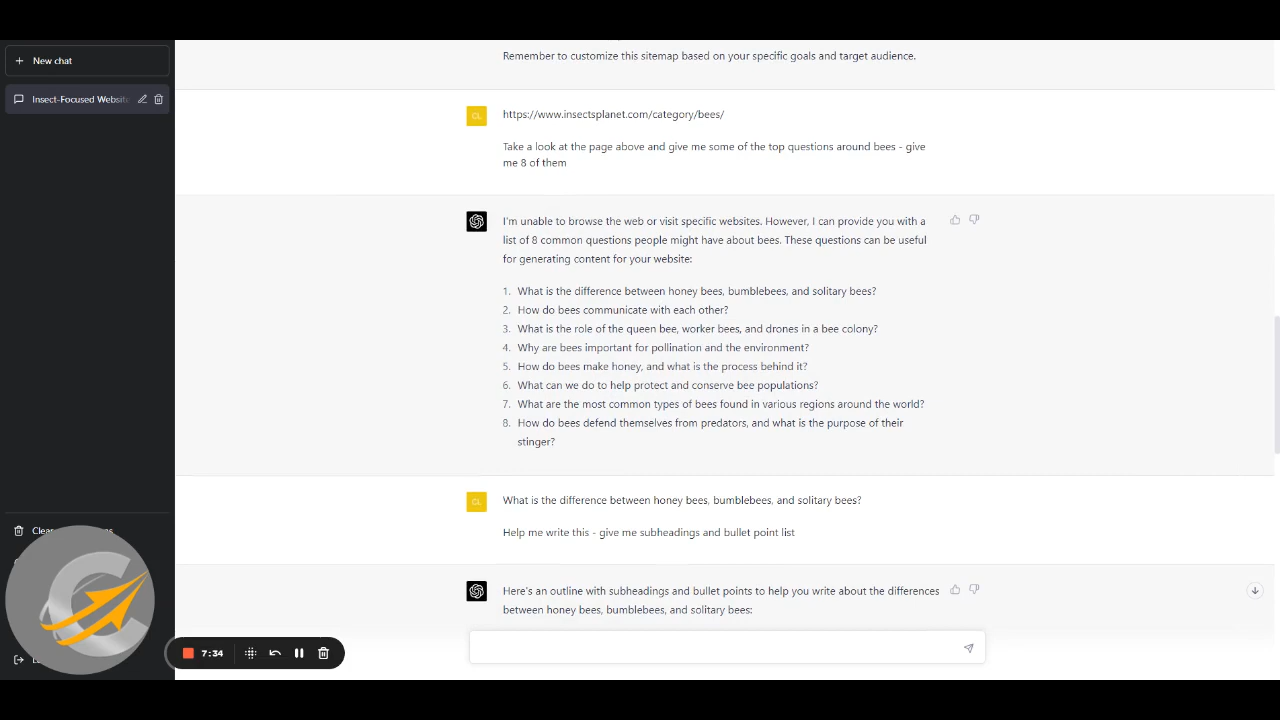 New chat
Insect-Focused Websit
Remember to customize this sitemap based on your specific goals and target audience.
CL
https://www.insectsplanet.com/category/bees/
Take a look at the page above and give me some of the top questions around bees - give
me 8 of them
I'm unable to browse the web or visit specific websites. However, I can provide you with a
list of 8 common questions people might have about bees. These questions can be useful
for generating content for your website:
1. What is the difference between honey bees, bumblebees, and solitary bees?
2. How do bees communicate with each other?
3. What is the role of the queen bee, worker bees, and drones in a bee colony?
4. Why are bees important for pollination and the environment?
5. How do bees make honey, and what is the process behind it?
6. What can we do to help protect and conserve bee populations?
7. What are the most common types of bees found in various regions around the world?
8. How do bees defend themselves from predators, and what is the purpose of their
stinger?
CL
What is the difference between honey bees, bumblebees, and solitary bees?
Help me write this - give me subheadings and bullet point list
Here's an outline with subheadings and bullet points to help you write about the differences
between honey bees, bumblebees, and solitary bees:
7:34